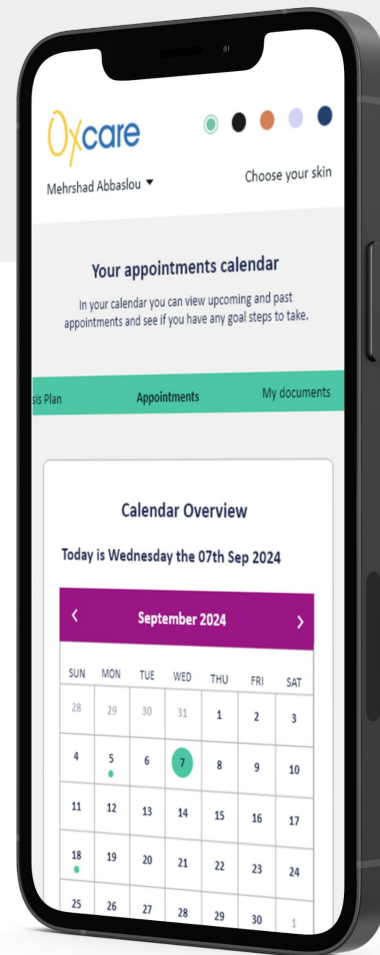 Oxcare
Mehrshad Abbaslou
Choose your skin
Your appointments calendar
In your calendar you can view upcoming and past
appointments and see if you have any goal steps to take.
sis Plan Appointments My documents
Calendar Overview
Today is Wednesday the 07th Sep 2024
September 2024
SUN MON TUE WED THU FRI SAT
28 29 30 31 1 2 3
4 5 6 7 8 9 10
11 12 13 14 15 16 17
18 19 20 21 22 23 24
25 26 27 28 29 30 1